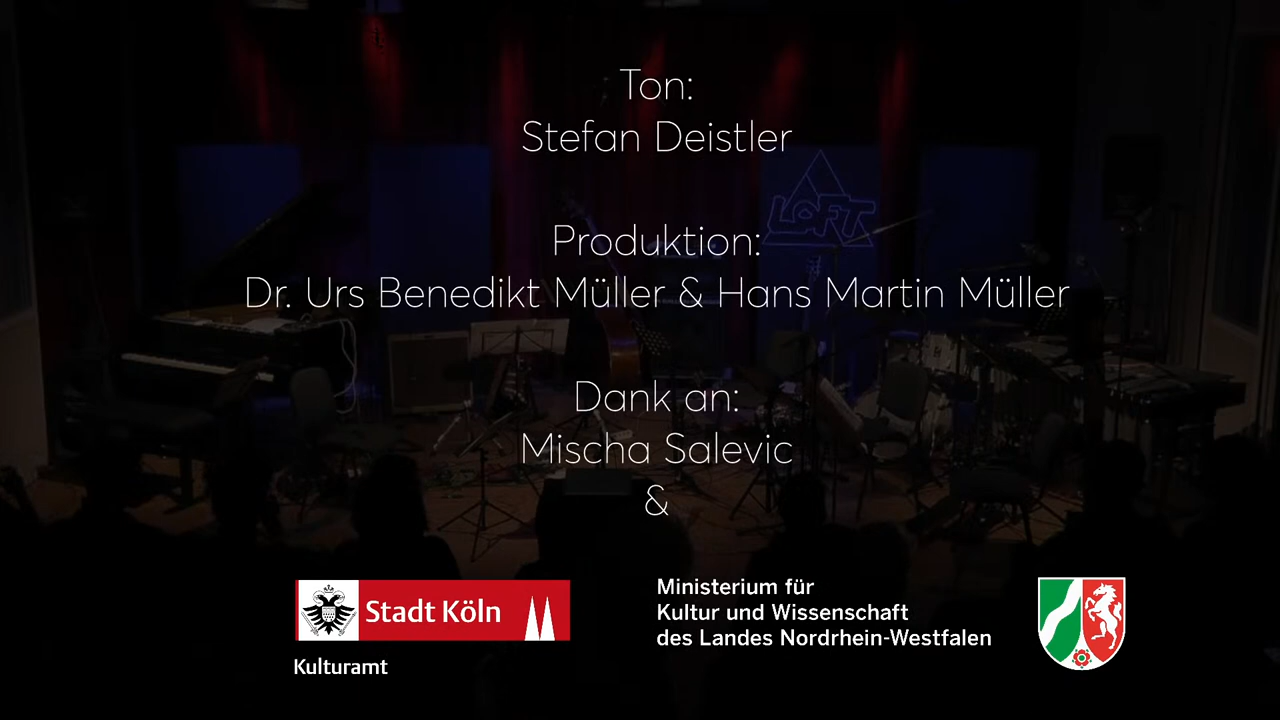 Ton:
Stefan Deistler
LOFT
Produktion:
Dr. Urs Benedikt Müller & Hans Martin Müller
Dank an:
Mischa Salevic
&
Stadt Köln
Kulturamt
Ministerium für
Kultur und Wissenschaft
des Landes Nordrhein-Westfalen